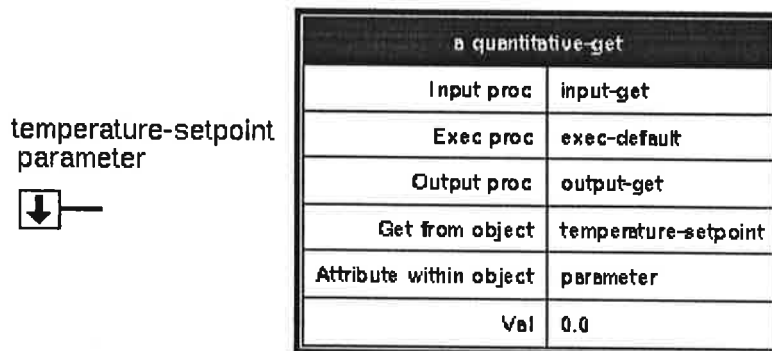 temperature-setpoint
parameter
a quantitative-get
Input proc input-get
Exec proc exec-default
Output proc output-get
Get from object temperature-setpoint
Attribute within object parameter
Val 0.0